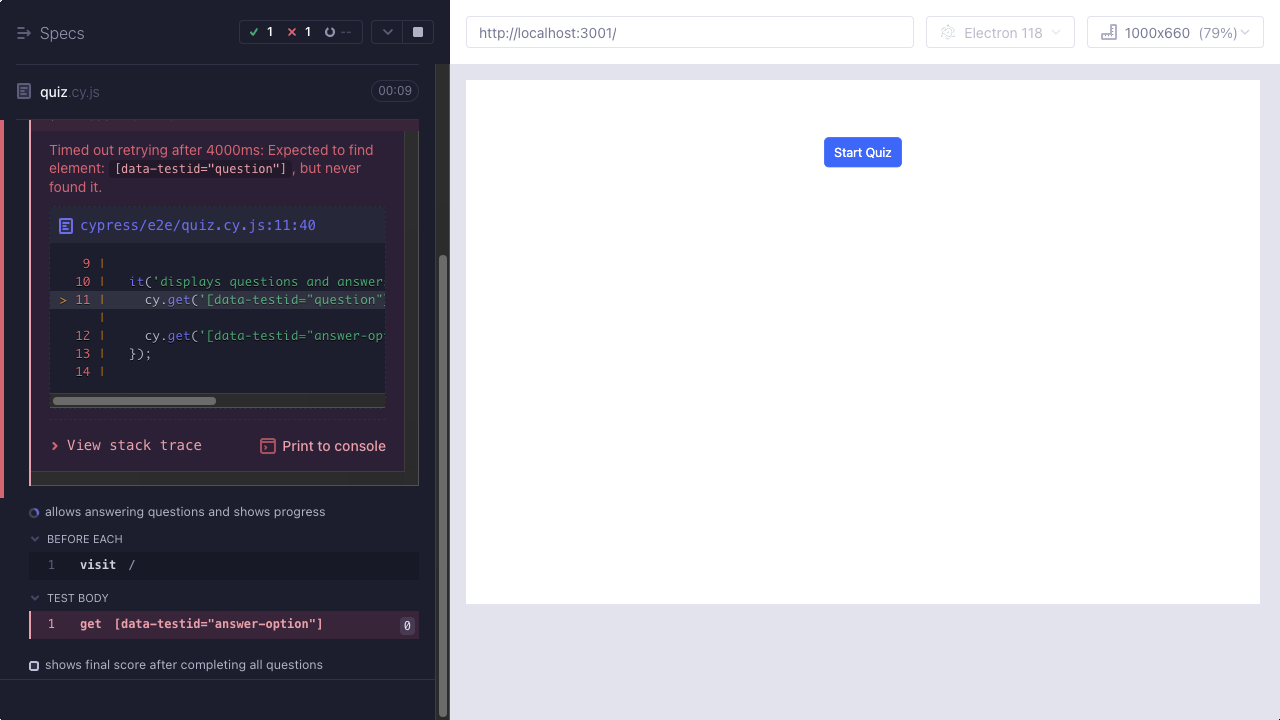 Specs
1
1
--
quiz.cy.js
00:09
Timed out retrying after 4000ms: Expected to find
element: [data-testid="question"], but never
found it.
cypress/e2e/quiz.cy.js:11:40
9 |
10 | it('displays questions and answer
> 11 | cy.get('[data-testid="question"]
|
12 | cy.get('[data-testid="answer-opt
13 | });
14 |
View stack trace
Print to console
allows answering questions and shows progress
BEFORE EACH
1 visit /
TEST BODY
1 get [data-testid="answer-option"] 0
shows final score after completing all questions
http://localhost:3001/
Electron 118
1000x660 (79%)
Start Quiz